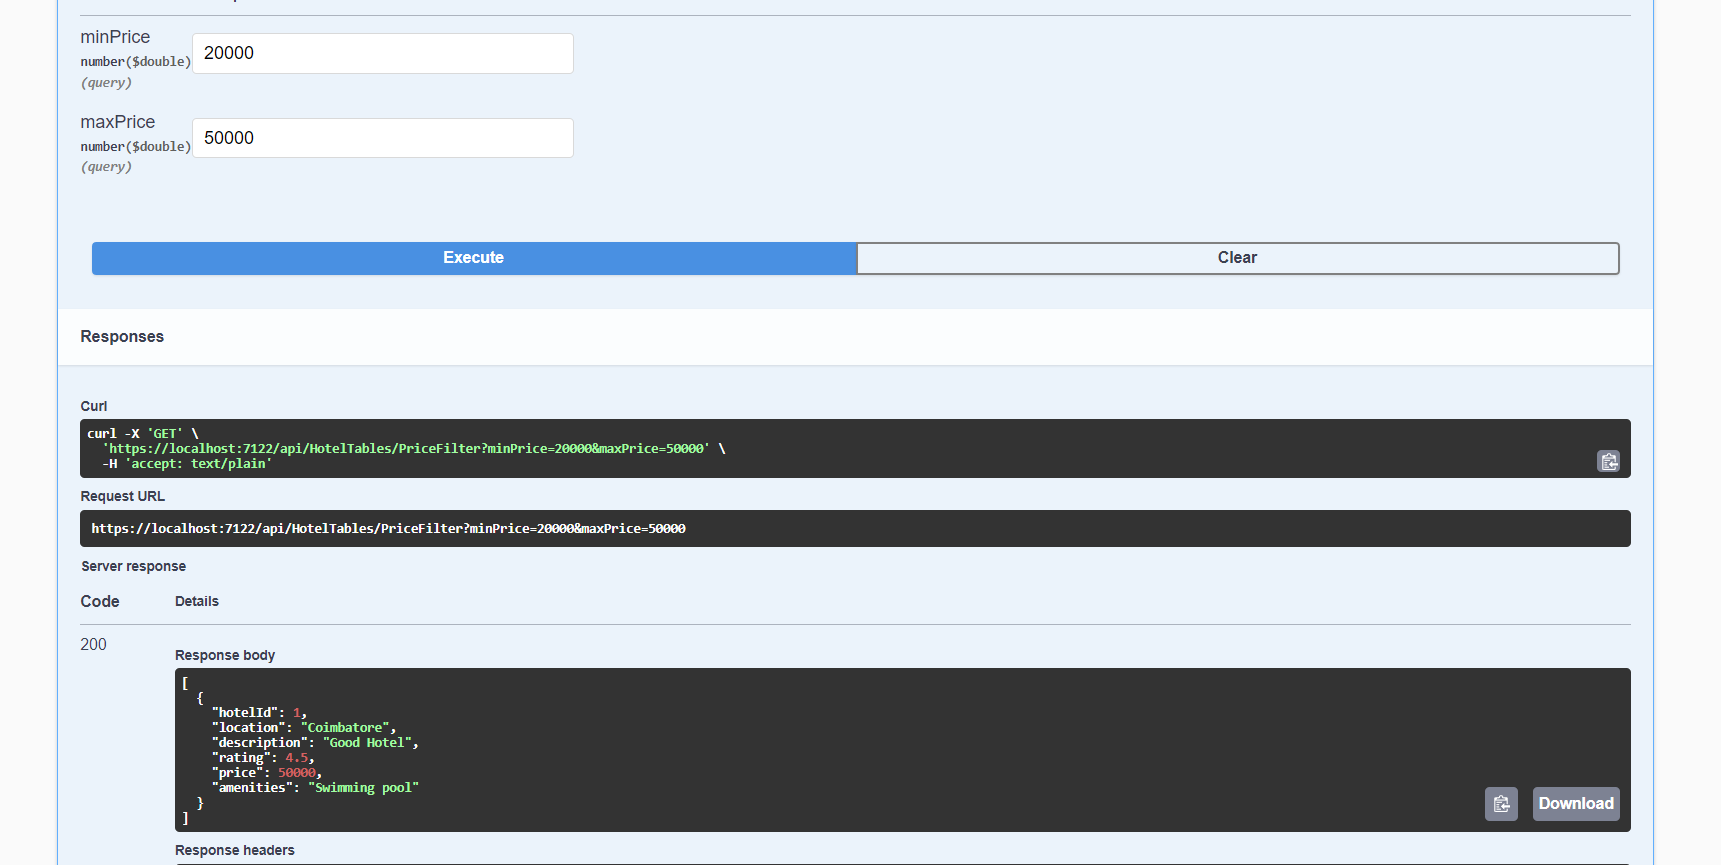 minPrice
number($double)
(query)
20000
maxPrice
number($double)
(query)
50000
Execute
Clear
Responses
Curl
curl -X 'GET' \
'https://localhost:7122/api/HotelTables/PriceFilter?minPrice=20000&maxPrice=50000' \
-H 'accept: text/plain'
Request URL
https://localhost:7122/api/HotelTables/PriceFilter?minPrice=20000&maxPrice=50000
Server response
Code Details
200
Response body
[
{
"hotelId": 1,
"location": "Coimbatore",
"description": "Good Hotel",
"rating": 4.5,
"price": 50000,
"amenities": "Swimming pool"
}
]
Download
Response headers